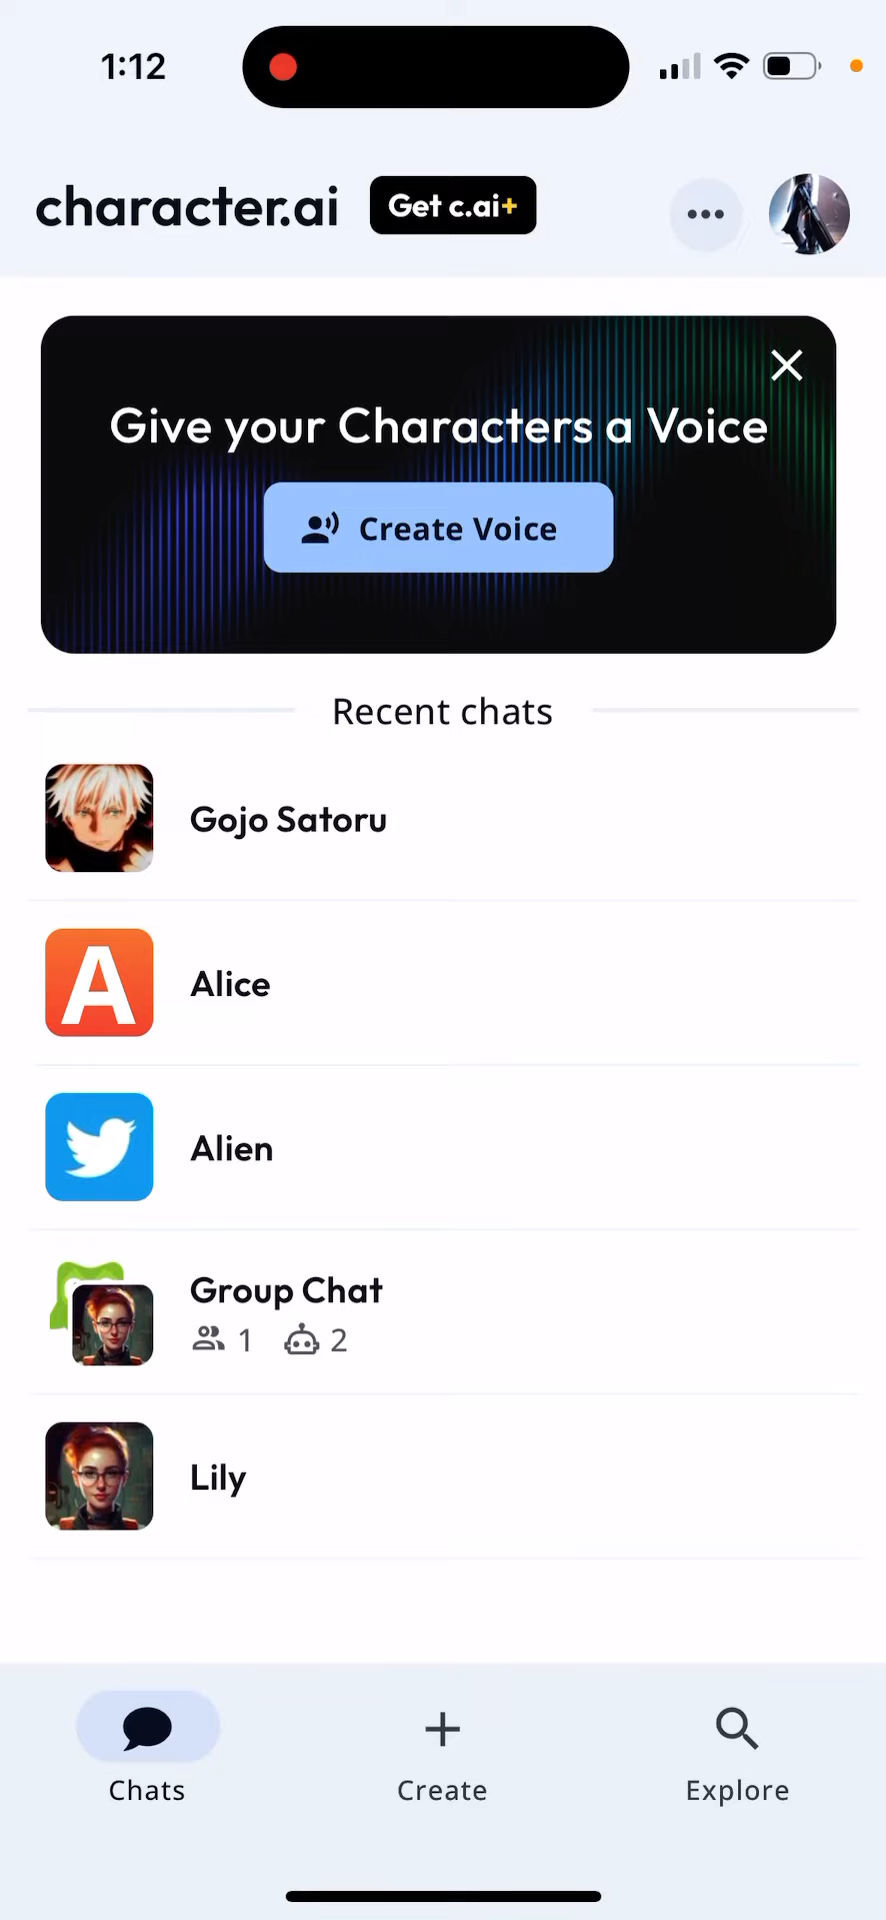 1:12
character.ai
Get c.ai+
Give your Characters a Voice
Create Voice
Recent chats
Gojo Satoru
A
Alice
Alien
Group Chat
1 2
Lily
Chats
Create
Explore